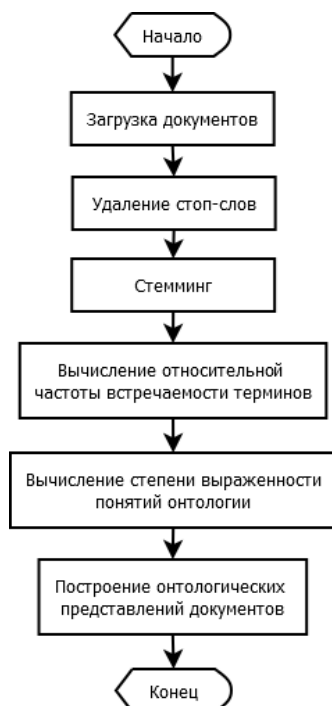 Начало
Загрузка документов
Удаление стоп-слов
Стемминг
Вычисление относительной
частоты встречаемости терминов
Вычисление степени выраженности
понятий онтологии
Построение онтологических
представлений документов
Конец